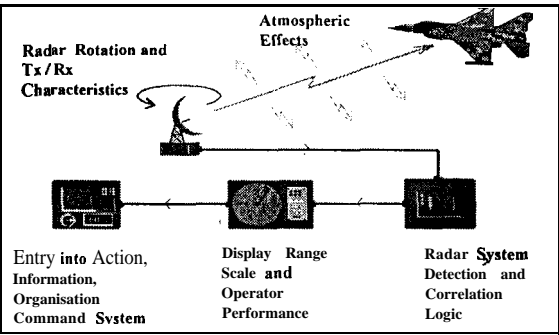 Atmospheric
Effects
Radar Rotation and
Tx/Rx
Characteristics
Entry into Action,
Information,
Organisation
Command System
Display Range
Scale and
Operator
Performance
Radar System
Detection and
Correlation
Logic